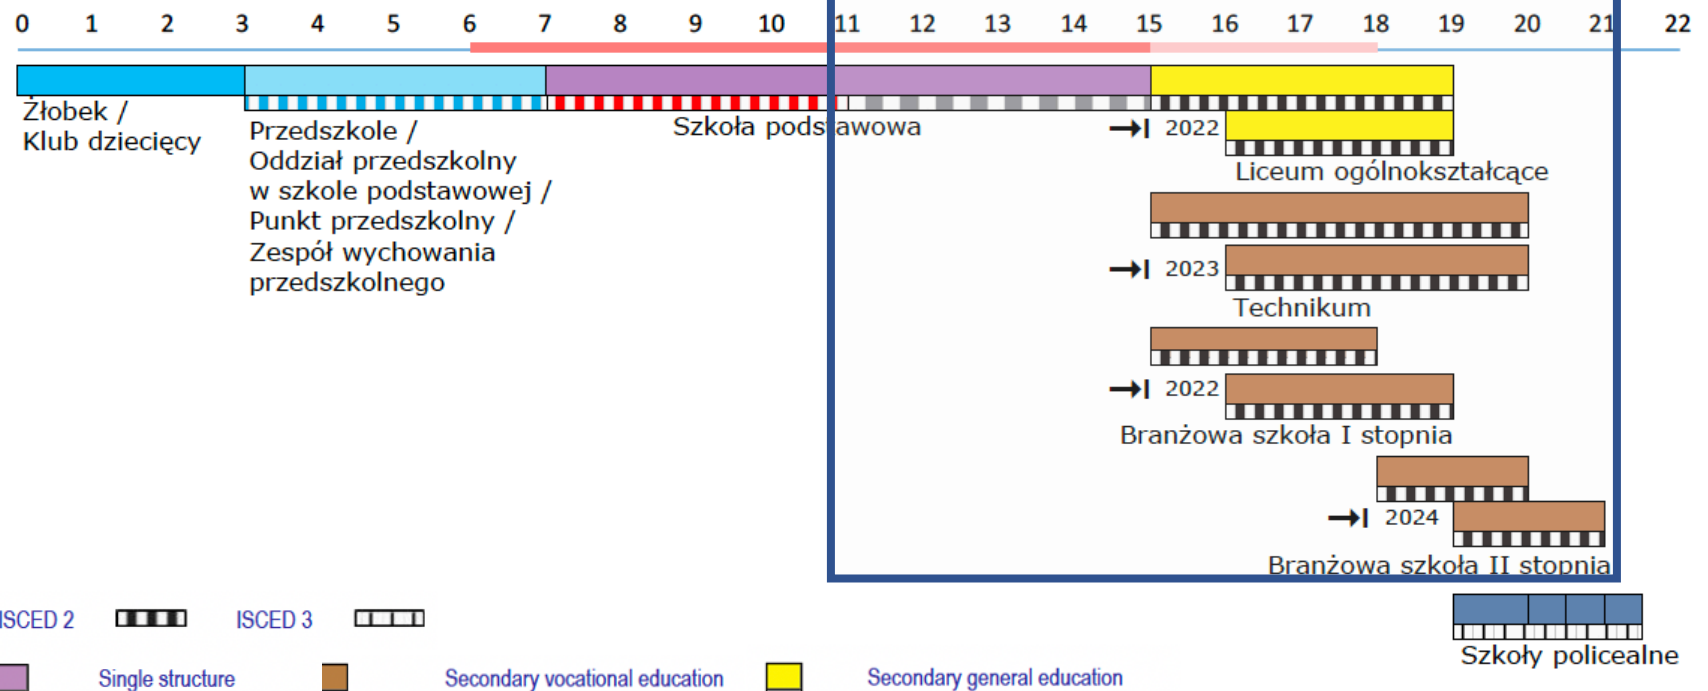 0 1 2 3 4 5 6 7 8 9 10 11 12 13 14 15 16 17 18 19 20 21 22
Żłobek /
Klub dziecięcy
Przedszkole /
Oddział przedszkolny
w szkole podstawowej /
Punkt przedszkolny /
Zespół wychowania
przedszkolnego
Szkoła podstawowa
2022
Liceum ogólnokształcące
2023
Technikum
2022
Branżowa szkoła I stopnia
2024
Branżowa szkoła II stopnia
Szkoły policealne
ISCED 2 ISCED 3
Single structure Secondary vocational education Secondary general education